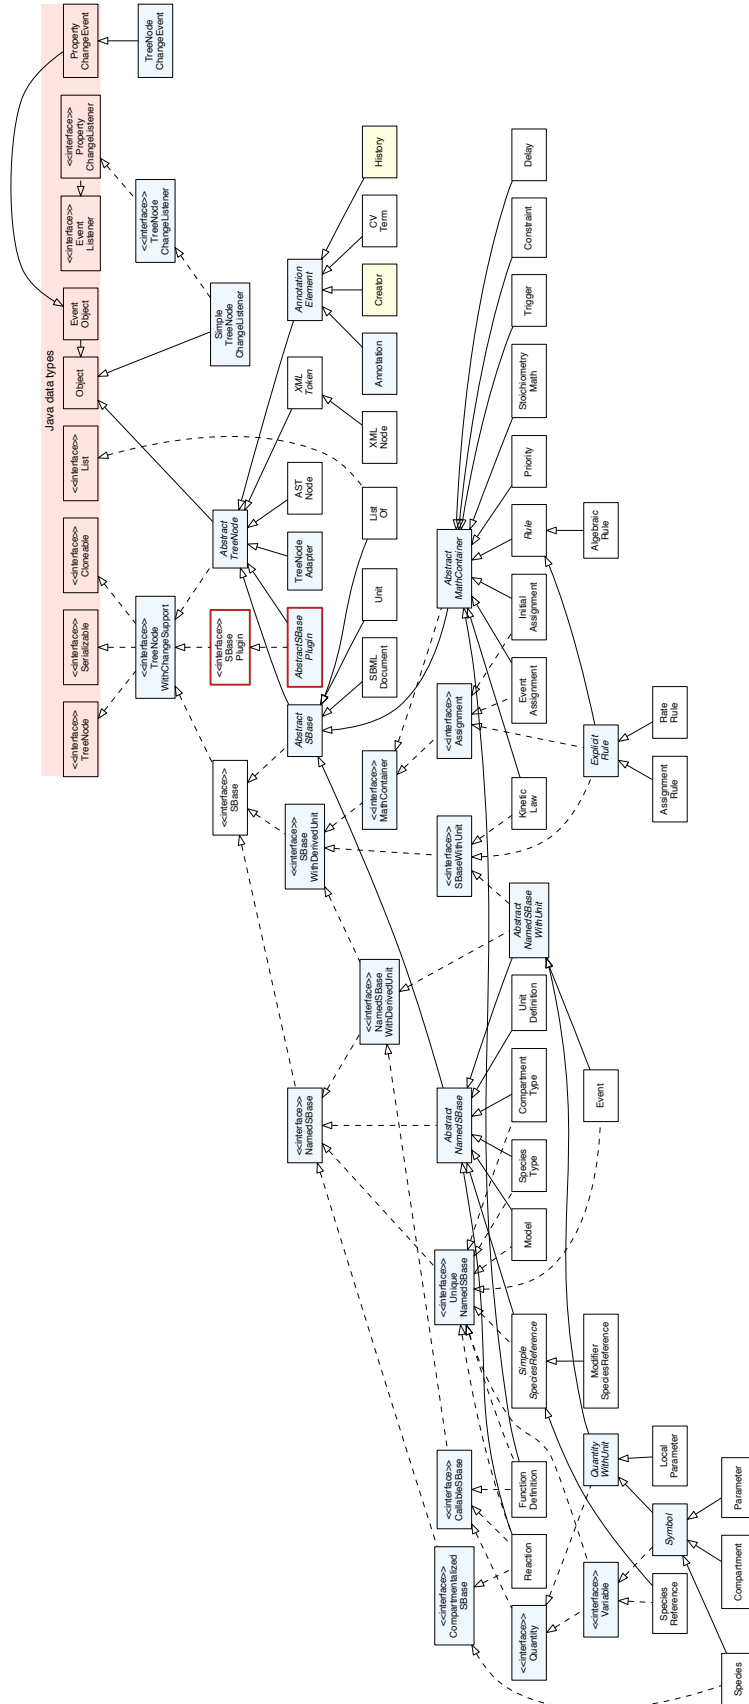 Java data types
Property
ChangeEvent
TreeNode
ChangeEvent
<<interface>>
Property
ChangeListener
<<interface>>
Event
Listener
<<interface>>
TreeNode
ChangeListener
Event
Object
Object
Simple
TreeNode
ChangeListener
<<interface>>
List
<<interface>>
Cloneable
<<interface>>
Serializable
<<interface>>
TreeNode
<<interface>>
TreeNode
WithChangeSupport
Abstract
TreeNode
<<interface>>
SBase
Plugin
AbstractSBase
Plugin
TreeNode
Adapter
AST
Node
XML
Token
XML
Node
Annotation
Element
History
CV
Term
Creator
Annotation
List
Of
Unit
SBML
Document
Abstract
SBase
<<interface>>
SBase
<<interface>>
SBase
WithDerivedUnit
<<interface>>
MathContainer
Abstract
MathContainer
Delay
Constraint
Trigger
Stoichiometry
Math
Priority
Rule
Algebraic
Rule
Initial
Assignment
Event
Assignment
<<interface>>
Assignment
Kinetic
Law
Explicit
Rule
Rate
Rule
Assignment
Rule
<<interface>>
SBaseWithUnit
Abstract
NamedSBase
WithUnit
<<interface>>
NamedSBase
WithDerivedUnit
<<interface>>
NamedSBase
Abstract
NamedSBase
Unit
Definition
Compartment
Type
Species
Type
Model
Event
<<interface>>
Unique
NamedSBase
Simple
SpeciesReference
Modifier
SpeciesReference
<<interface>>
CallableSBase
Function
Definition
Reaction
<<interface>>
Compartmentalized
SBase
<<interface>>
Quantity
Quantity
WithUnit
Local
Parameter
Symbol
<<interface>>
Variable
Species
Reference
Parameter
Compartment
Species